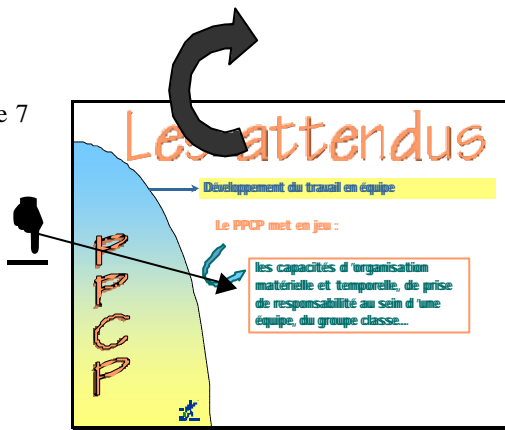 e 7
Les attendus
Développement du travail en équipe
Le PPCP met en jeu :
les capacités d 'organisation
matérielle et temporelle, de prise
de responsabilité au sein d 'une
équipe, du groupe classe....
PPCP